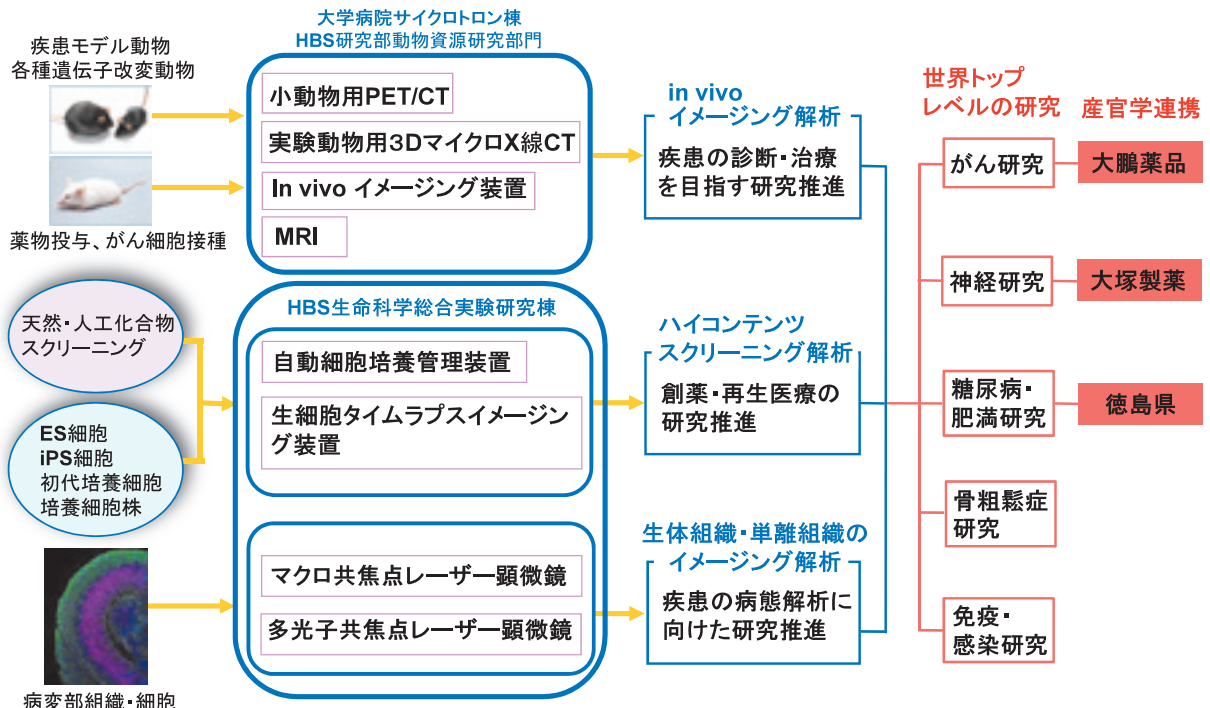 疾患モデル動物
各種遺伝子改変動物
薬物投与、がん細胞接種
天然・人工化合物
スクリーニング
ES細胞
iPS細胞
初代培養細胞
培養細胞株
病変部組織・細胞
大学病院サイクロトロン棟
HBS研究部動物資源研究部門
小動物用PET/CT
実験動物用3DマイクロX線CT
In vivo イメージング装置
MRI
HBS生命科学総合実験研究棟
自動細胞培養管理装置
生細胞タイムラプスイメージン
グ装置
マクロ共焦点レーザー顕微鏡
多光子共焦点レーザー顕微鏡
in vivo
イメージング解析
疾患の診断・治療
を目指す研究推進
ハイコンテンツ
スクリーニング解析
創薬・再生医療の
研究推進
生体組織・単離組織の
イメージング解析
疾患の病態解析に
向けた研究推進
世界トップ
レベルの研究
産官学連携
がん研究
大鵬薬品
神経研究
大塚製薬
糖尿病・
肥満研究
徳島県
骨粗鬆症
研究
免疫・
感染研究